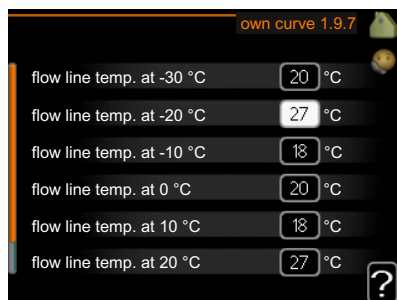 own curve 1.9.7
flow line temp. at -30 °C 20 °C
flow line temp. at -20 °C 27 °C
flow line temp. at -10 °C 18 °C
flow line temp. at 0 °C 20 °C
flow line temp. at 10 °C 18 °C
flow line temp. at 20 °C 27 °C
?